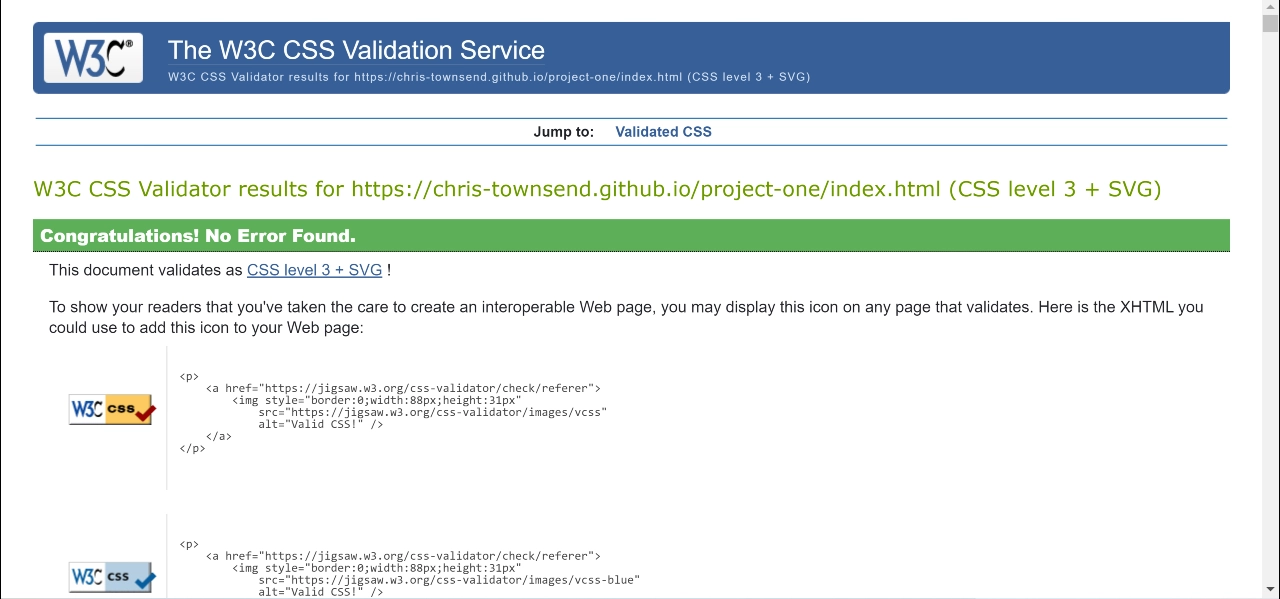 W3C®
The W3C CSS Validation Service
W3C CSS Validator results for https://chris-townsend.github.io/project-one/index.html (CSS level 3 + SVG)
Jump to: Validated CSS
W3C CSS Validator results for https://chris-townsend.github.io/project-one/index.html (CSS level 3 + SVG)
Congratulations! No Error Found.
This document validates as CSS level 3 + SVG !
To show your readers that you've taken the care to create an interoperable Web page, you may display this icon on any page that validates. Here is the XHTML you
could use to add this icon to your Web page:
W3C css
<p>
<a href="https://jigsaw.w3.org/css-validator/check/referer">
<img style="border:0;width:88px;height:31px"
src="https://jigsaw.w3.org/css-validator/images/vcss"
alt="Valid CSS!" />
</a>
</p>
W3C css
<p>
<a href="https://jigsaw.w3.org/css-validator/check/referer">
<img style="border:0;width:88px;height:31px"
src="https://jigsaw.w3.org/css-validator/images/vcss-blue"
alt="Valid CSS!" />